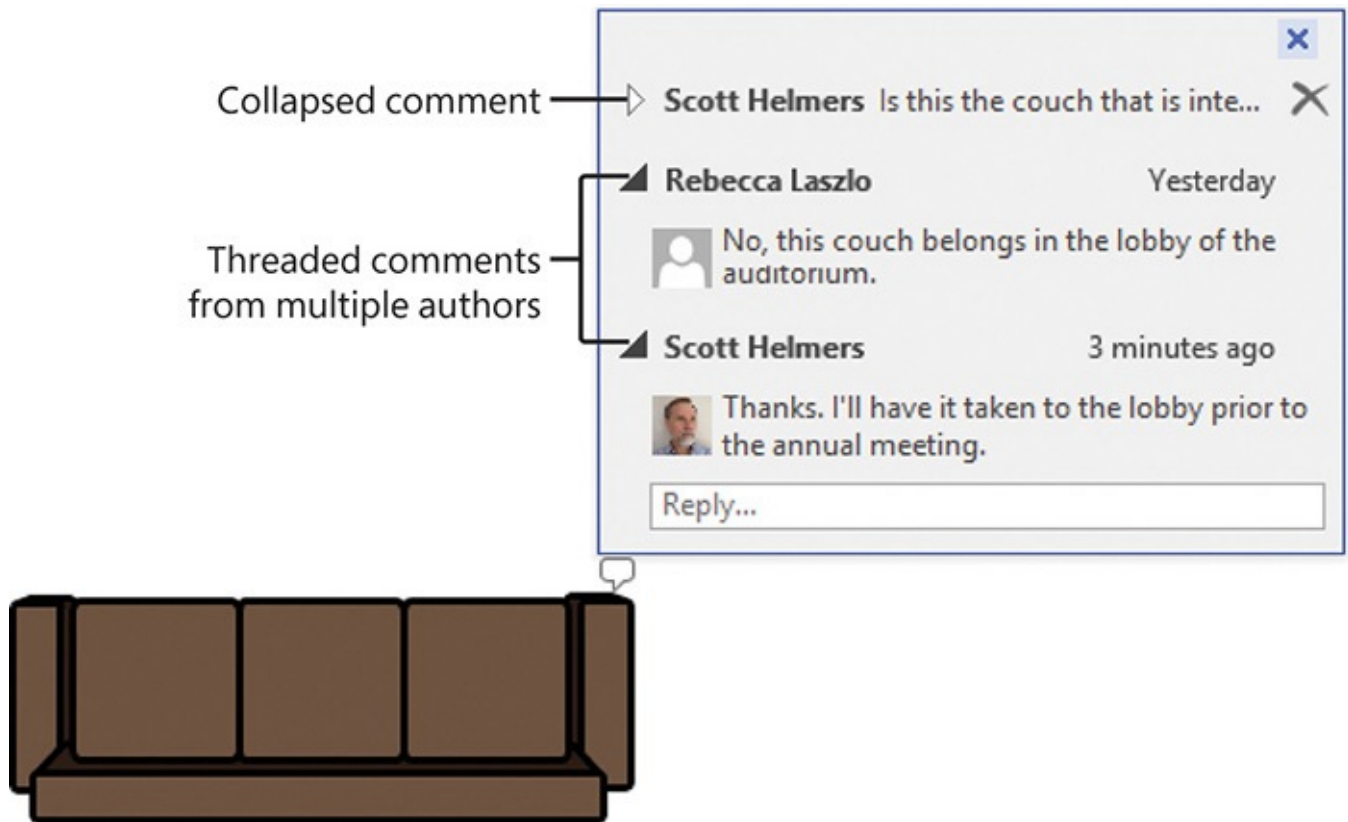 Collapsed comment
Scott Helmers Is this the couch that is inte...
Rebecca Laszlo Yesterday
No, this couch belongs in the lobby of the
auditorium.
Threaded comments
from multiple authors
Scott Helmers 3 minutes ago
Thanks. I'll have it taken to the lobby prior to
the annual meeting.
Reply...